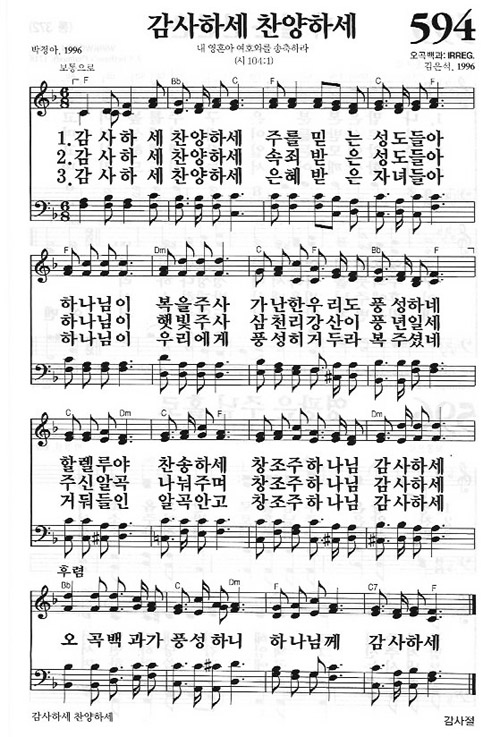 감사하세 찬양하세
594
박정아, 1996
내 영혼아 여호와를 송축하라
(시 104:1)
오곡백과: IRREG.
김은석, 1996
보통으로
F Bb C F
1.감 사 하 세 찬 양 하 세 주를 믿 는 성 도 들 아
2.감 사 하 세 찬 양 하 세 속죄 받 은 성 도 들 아
3.감 사 하 세 찬 양 하 세 은혜 받 은 자 녀 들 아
F Dm C F Bb F
하 나 님 이 복 을 주 사 가 난 한 우 리 도 풍 성 하 네
하 나 님 이 햇 빛 주 사 삼 천 리 강 산 이 풍 년 일 세
하 나 님 이 우 리 에 게 풍 성 히 거 두 라 복 주 셨 네
C Dm C Dm C
할 렐 루 야 찬 송 하 세 창 조 주 하 나 님 감 사 하 세
주 신 알 곡 나 눠 주 며 창 조 주 하 나 님 감 사 하 세
거 둬 들 인 알 곡 안 고 창 조 주 하 나 님 감 사 하 세
후렴
Bb F C Dm F C7 F
오 곡 백 과 가 풍 성 하 니 하 나 님 께 감 사 하 세
감사하세 찬양하세
감사절